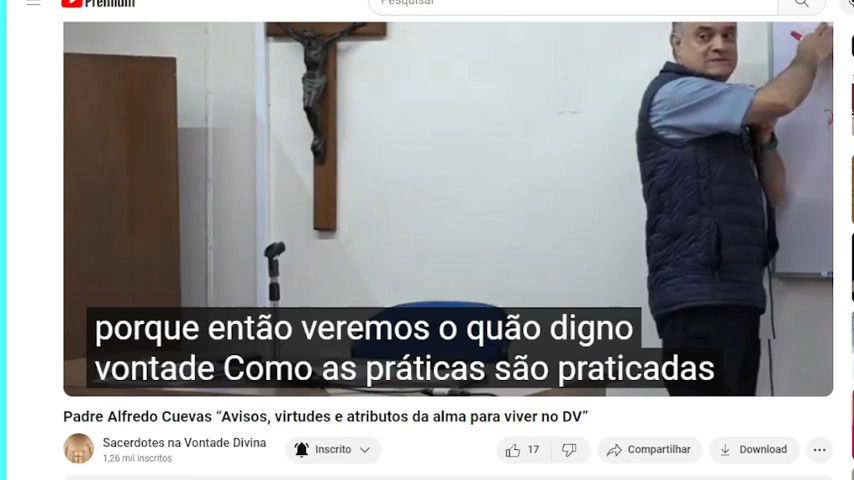 Premium
Pesquisar
porque então veremos o quão digno
vontade Como as práticas são praticadas
Padre Alfredo Cuevas “Avisos, virtudes e atributos da alma para viver no DV”
Sacerdotes na Vontade Divina
1,26 mil inscritos
Inscrito
17
Compartilhar
Download